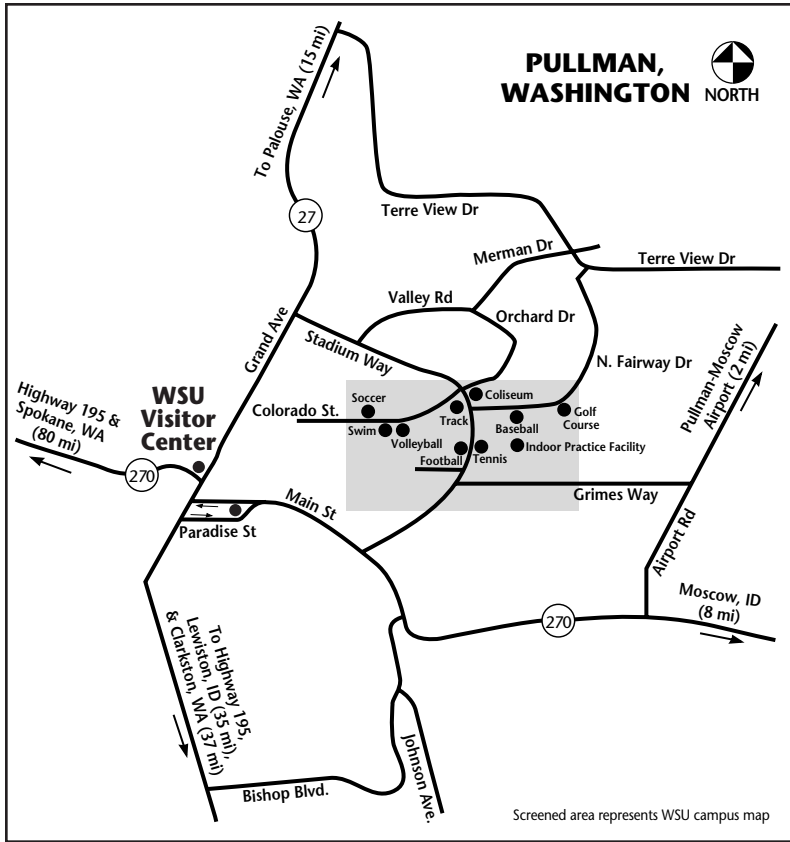 PULLMAN,
WASHINGTON
NORTH
To Palouse, WA (15 mi)
27
Terre View Dr
Merman Dr
Terre View Dr
Valley Rd
Orchard Dr
Grand Ave
Stadium Way
N. Fairway Dr
Pullman-Moscow
Airport (2 mi)
Highway 195 &
Spokane, WA
(80 mi)
WSU
Visitor
Center
270
Colorado St.
Soccer
Coliseum
Track
Baseball
Golf
Course
Swim
Volleyball
Football
Tennis
Indoor Practice Facility
Grimes Way
Main St
Paradise St
Airport Rd
Moscow, ID
(8 mi)
270
To Highway 195,
Lewiston, ID (35 mi),
& Clarkston, WA (37 mi)
Bishop Blvd.
Johnson Ave.
Screened area represents WSU campus map